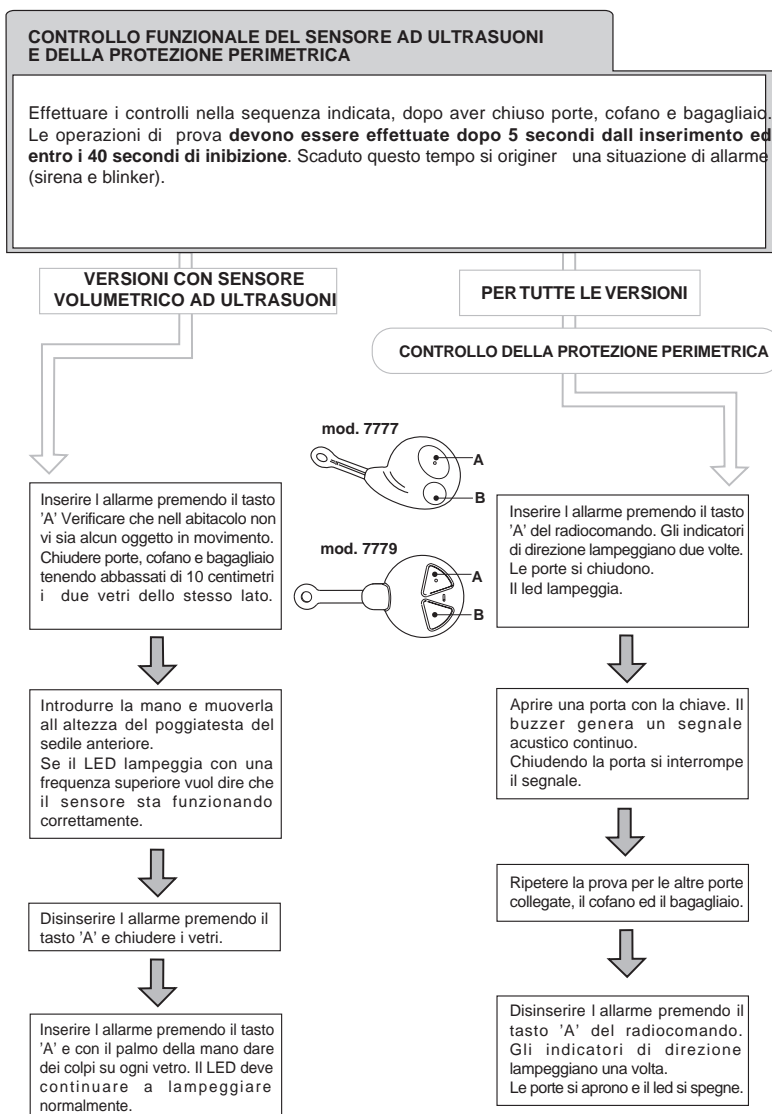 CONTROLLO FUNZIONALE DEL SENSORE AD ULTRASUONI
E DELLA PROTEZIONE PERIMETRICA
Effettuare i controlli nella sequenza indicata, dopo aver chiuso porte, cofano e bagagliaio.
Le operazioni di prova devono essere effettuate dopo 5 secondi dall inserimento ed
entro i 40 secondi di inibizione. Scaduto questo tempo si originer una situazione di allarme
(sirena e blinker).
VERSIONI CON SENSORE
VOLUMETRICO AD ULTRASUONI
PER TUTTE LE VERSIONI
CONTROLLO DELLA PROTEZIONE PERIMETRICA
mod. 7777
A
B
mod. 7779
A
B
Inserire l allarme premendo il tasto
'A' Verificare che nell abitacolo non
vi sia alcun oggetto in movimento.
Chiudere porte, cofano e bagagliaio
tenendo abbassati di 10 centimetri
i due vetri dello stesso lato.
Introdurre la mano e muoverla
all altezza del poggiatesta del
sedile anteriore.
Se il LED lampeggia con una
frequenza superiore vuol dire che
il sensore sta funzionando
correttamente.
Disinserire l allarme premendo il
tasto 'A' e chiudere i vetri.
Inserire l allarme premendo il tasto
'A' e con il palmo della mano dare
dei colpi su ogni vetro. Il LED deve
continuare a lampeggiare
normalmente.
Inserire l allarme premendo il tasto
'A' del radiocomando. Gli indicatori
di direzione lampeggiano due volte.
Le porte si chiudono.
Il led lampeggia.
Aprire una porta con la chiave. Il
buzzer genera un segnale
acustico continuo.
Chiudendo la porta si interrompe
il segnale.
Ripetere la prova per le altre porte
collegate, il cofano ed il bagagliaio.
Disinserire l allarme premendo il
tasto 'A' del radiocomando.
Gli indicatori di direzione
lampeggiano una volta.
Le porte si aprono e il led si spegne.